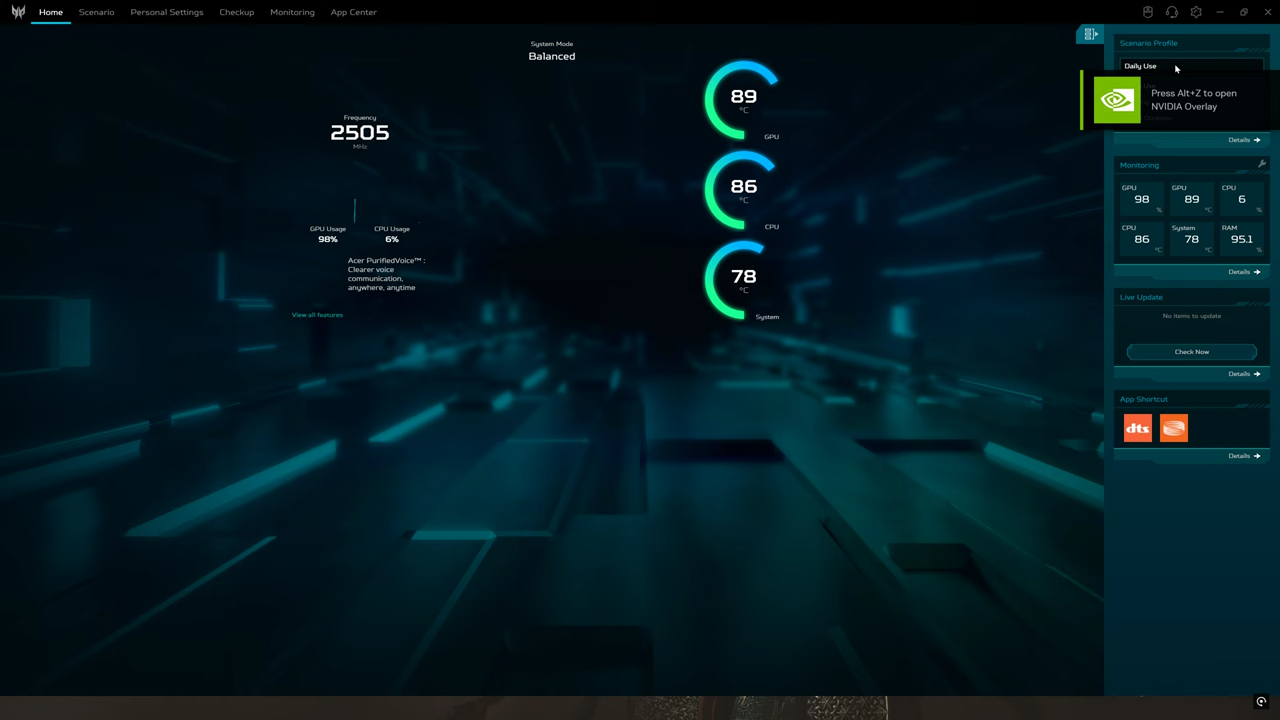 Home
Scenario
Personal Settings
Checkup
Monitoring
App Center
System Mode
Balanced
Frequency
2505
MHz
GPU Usage
98%
CPU Usage
6%
Acer PurifiedVoice™ :
Clearer voice
communication,
anywhere, anytime
View all features
89
°C
GPU
86
°C
CPU
78
°C
System
Scenario Profile
Daily Use
Press Alt+Z to open
NVIDIA Overlay
Details
Monitoring
GPU
98
%
GPU
89
°C
CPU
6
%
CPU
86
°C
System
78
°C
RAM
95.1
%
Details
Live Update
No items to update
Check Now
Details
App Shortcut
dts
Details